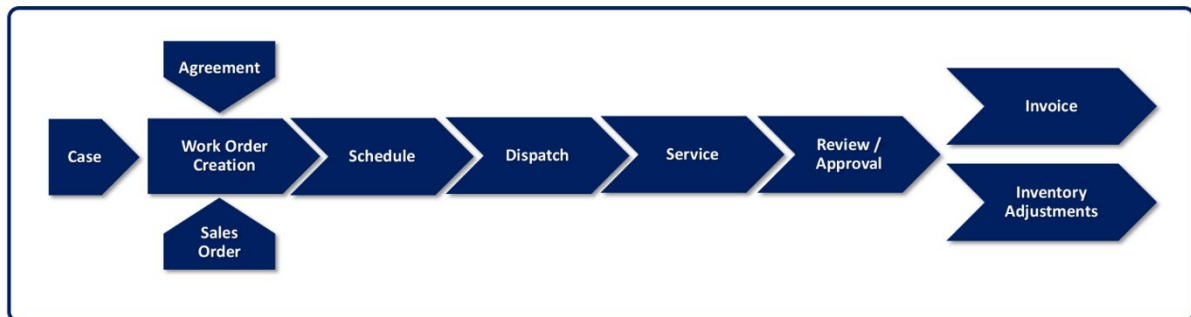 Agreement
Case
Work Order
Creation
Schedule
Dispatch
Service
Review /
Approval
Invoice
Inventory
Adjustments
Sales
Order